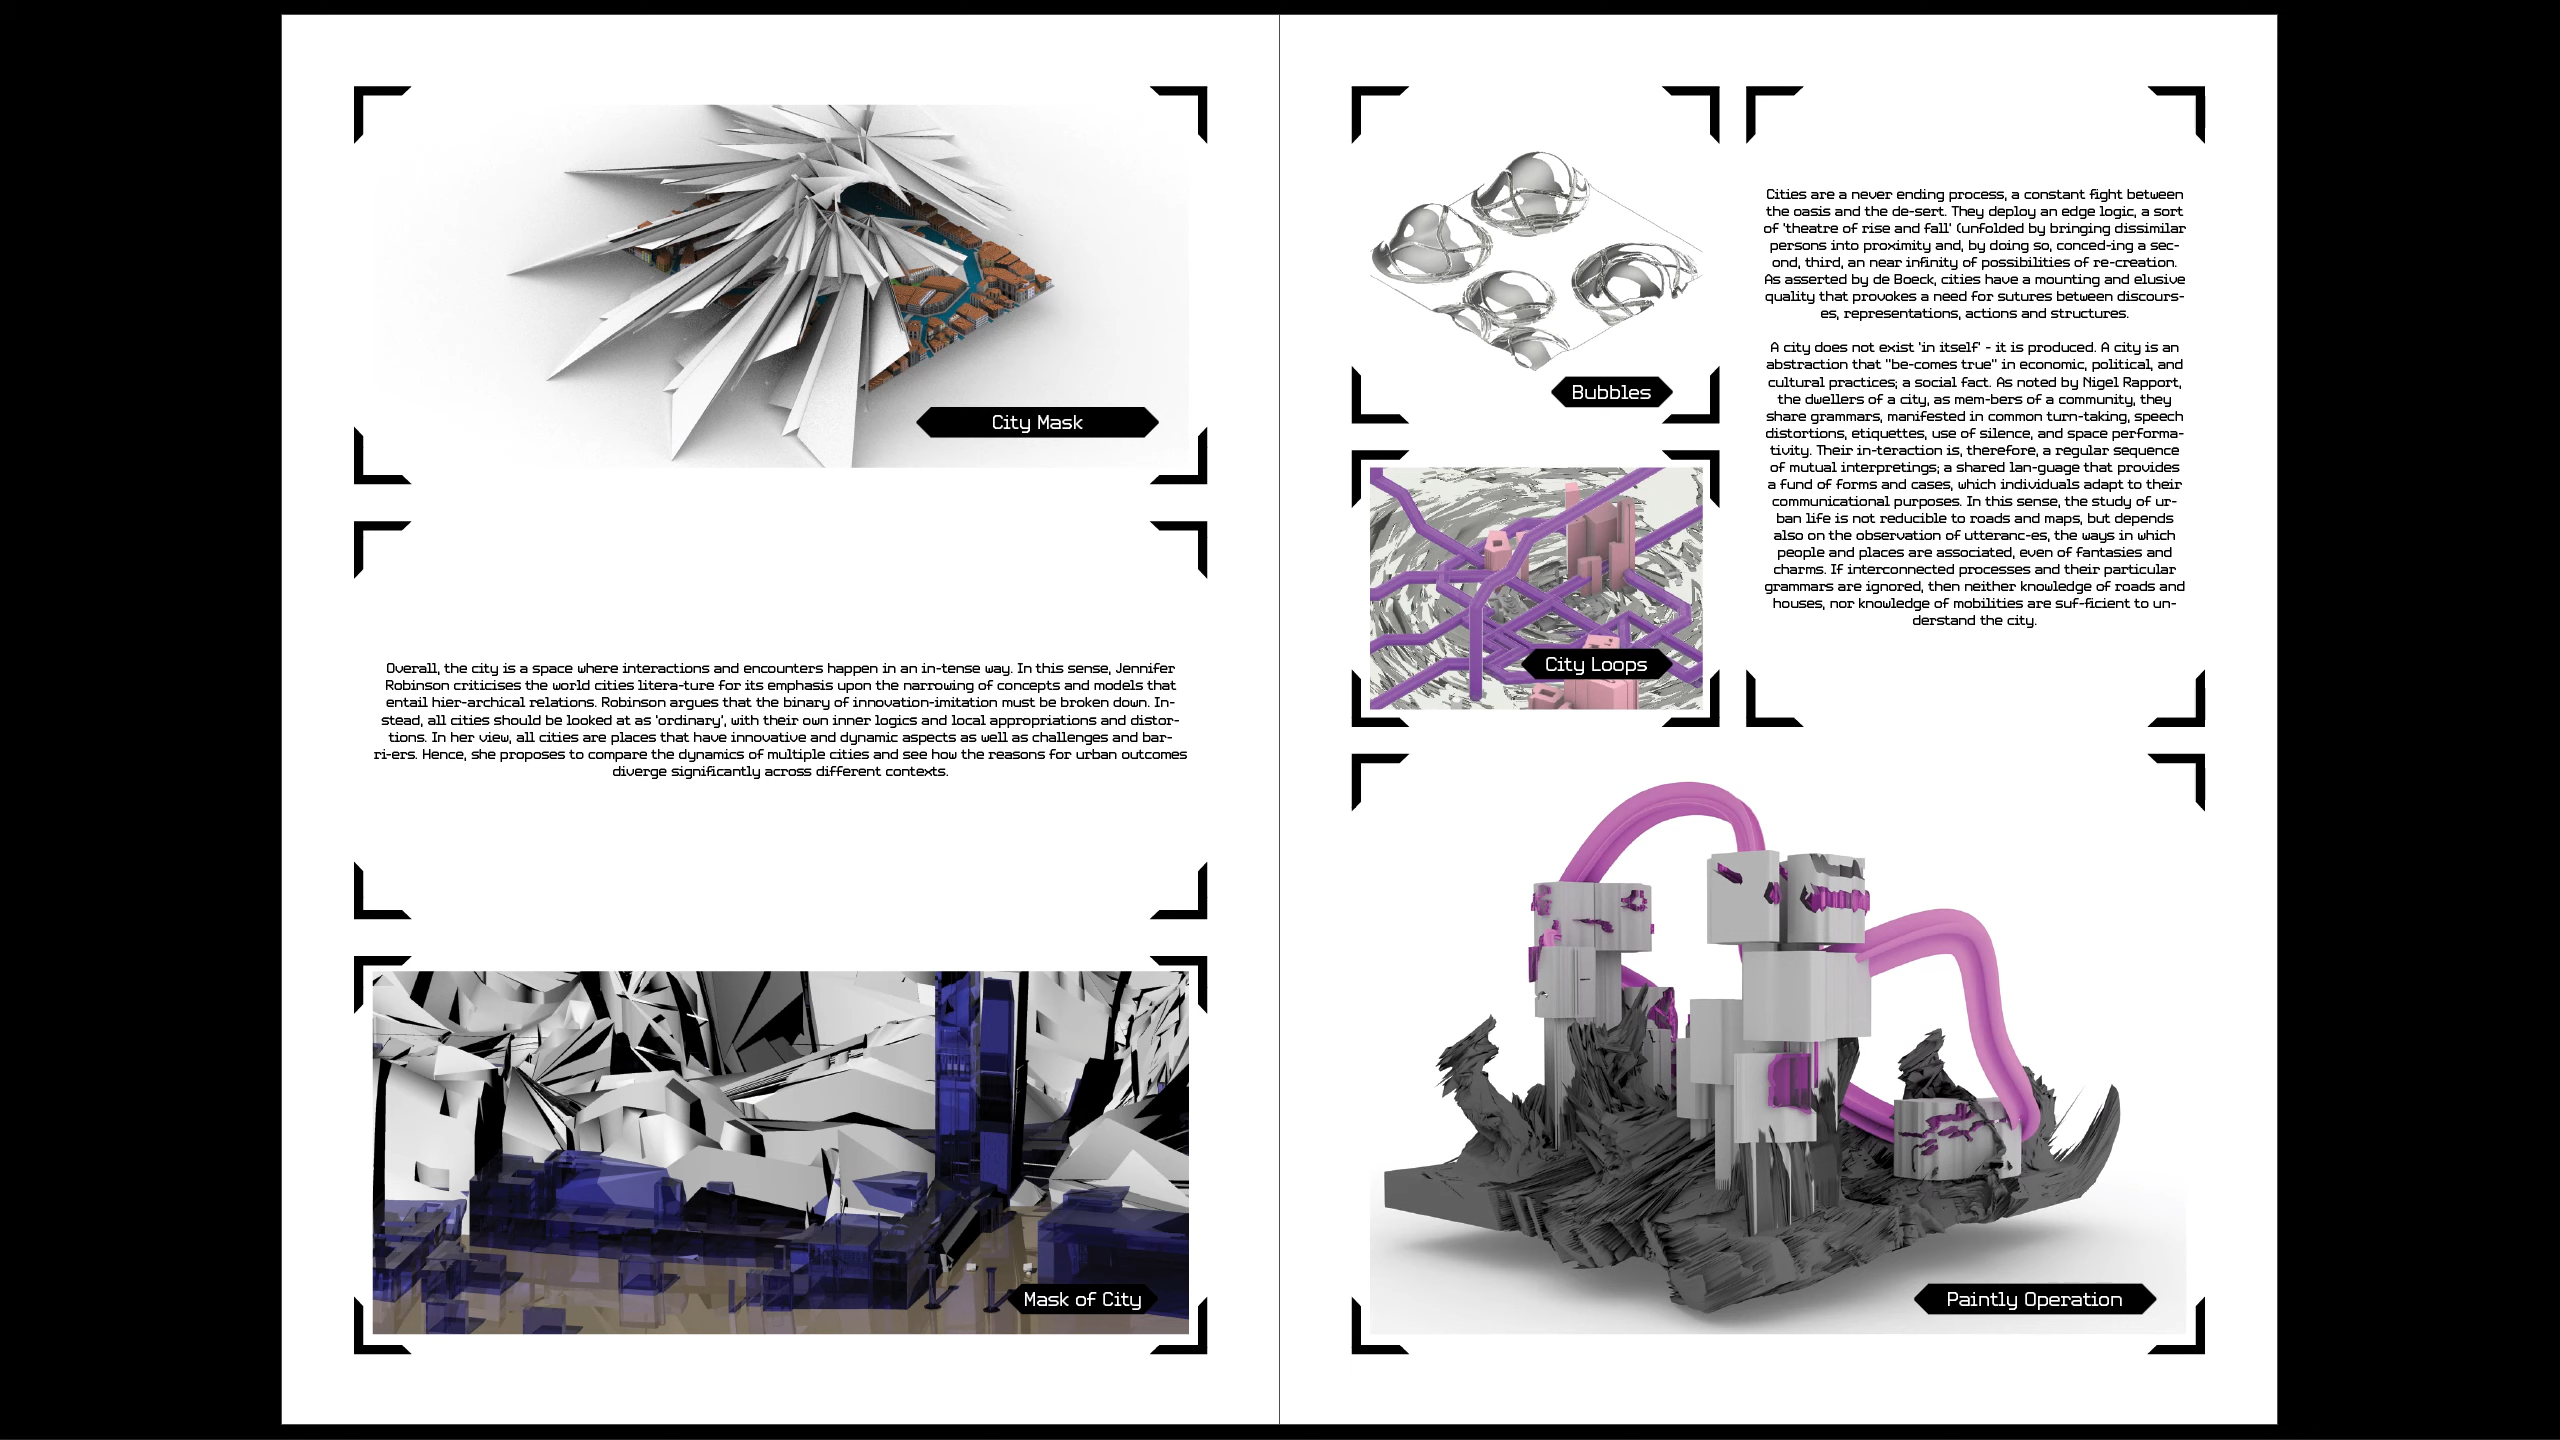 City Mask
Overall, the city is a space where interactions and encounters happen in an in-tense way. In this sense, Jennifer
Robinson criticises the world cities litera-ture for its emphasis upon the narrowing of concepts and models that
entail hier-archical relations. Robinson argues that the binary of innovation-imitation must be broken down. In-
stead, all cities should be looked at as 'ordinary', with their own inner logics and local appropriations and distor-
tions. In her view, all cities are places that have innovative and dynamic aspects as well as challenges and bar-
ri-ers. Hence, she proposes to compare the dynamics of multiple cities and see how the reasons for urban outcomes
diverge significantly across different contexts.
Mask of City
Bubbles
City Loops
Cities are a never ending process, a constant fight between
the oasis and the de-sert. They deploy an edge logic, a sort
of 'theatre of rise and fall' (unfolded by bringing dissimilar
persons into proximity and, by doing so, conced-ing a sec-
ond, third, an near infinity of possibilities of re-creation.
As asserted by de Boeck, cities have a mounting and elusive
quality that provokes a need for sutures between discours-
es, representations, actions and structures.
A city does not exist 'in itself' - it is produced. A city is an
abstraction that "be-comes true" in economic, political, and
cultural practices; a social fact. As noted by Nigel Rapport,
the dwellers of a city, as mem-bers of a community, they
share grammars, manifested in common turn-taking, speech
distortions, etiquettes, use of silence, and space performa-
tivity. Their in-teraction is, therefore, a regular sequence
of mutual interpretings; a shared lan-guage that provides
a fund of forms and cases, which individuals adapt to their
communicational purposes. In this sense, the study of ur-
ban life is not reducible to roads and maps, but depends
also on the observation of utteranc-es, the ways in which
people and places are associated, even of fantasies and
charms. If interconnected processes and their particular
grammars are ignored, then neither knowledge of roads and
houses, nor knowledge of mobilities are suf-ficient to un-
derstand the city.
Paintly Operation